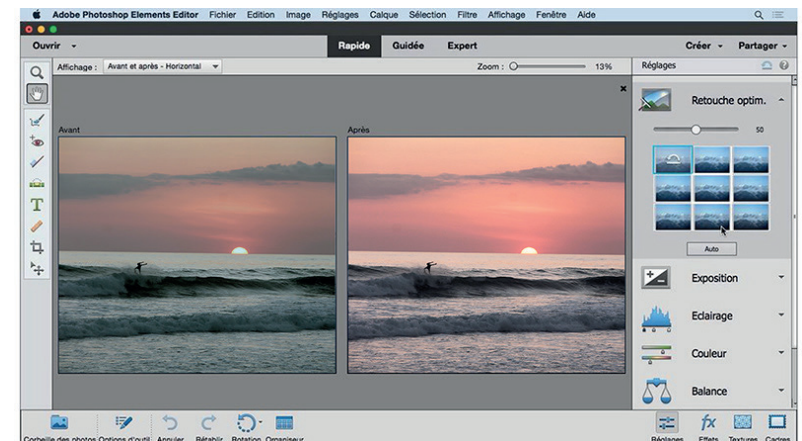 Adobe Photoshop Elements Editor Fichier Edition Image Réglages Calque Sélection Filtre Affichage Fenêtre Aide
Ouvrir Rapide Guidée Expert Créer Partager
Affichage : Avant et après - Horizontal Zoom : 13% Réglages
Retouche optim.
50
Avant Après
T
Auto
Exposition
Eclairage
Couleur
Balance
Corbeille des photos Options d'outil Annuler Rétablir Rotation Organiseur Réglages Effets Textures Cadres